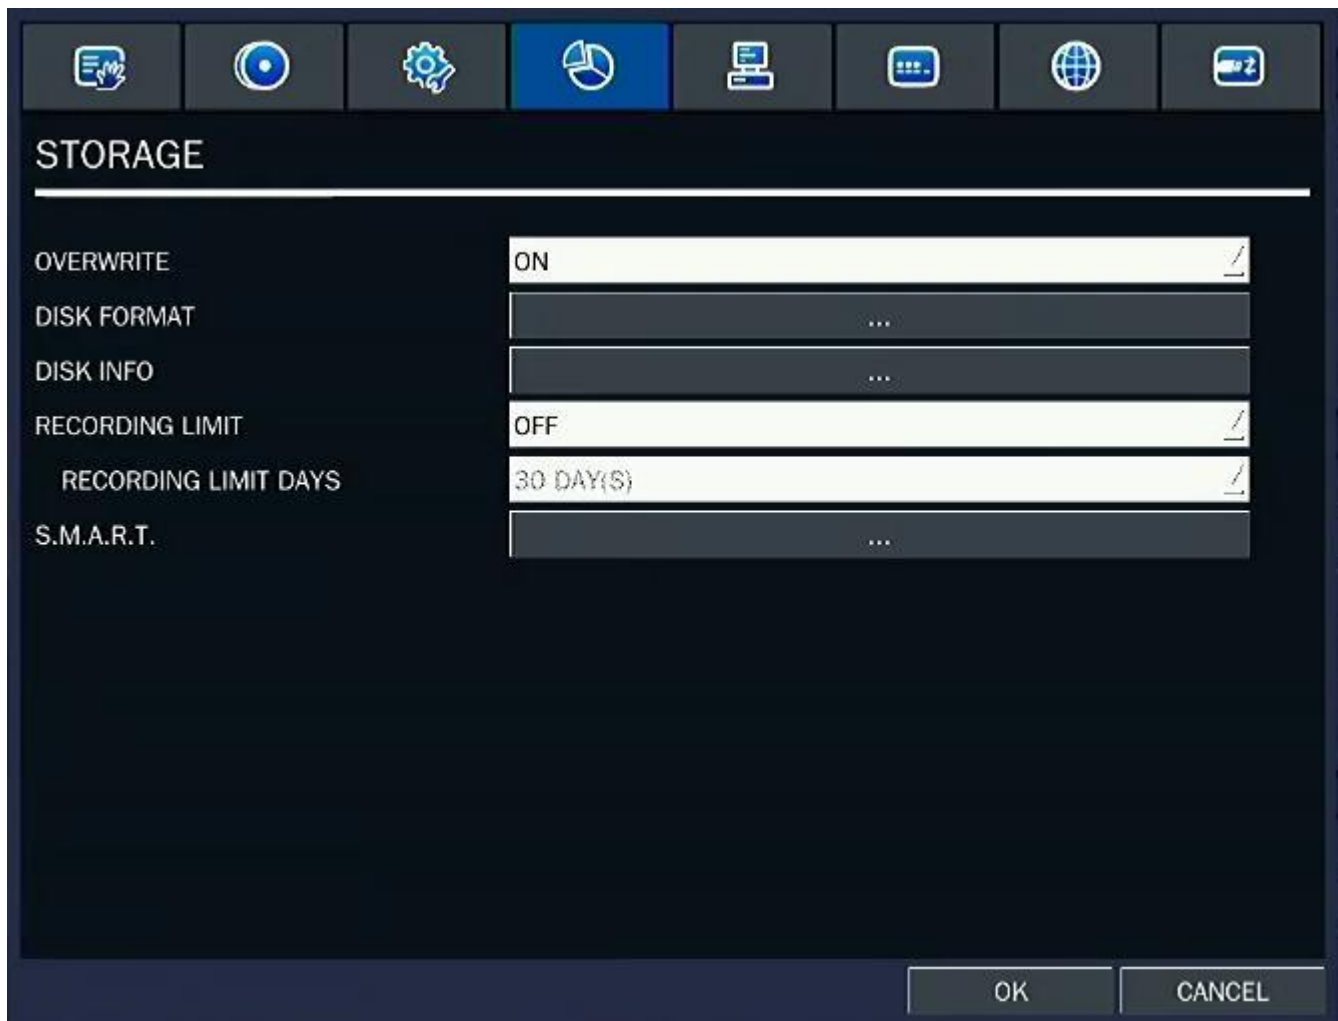 STORAGE
OVERWRITE ON
DISK FORMAT ...
DISK INFO ...
RECORDING LIMIT OFF
RECORDING LIMIT DAYS 30 DAY(S)
S.M.A.R.T. ...
OK CANCEL